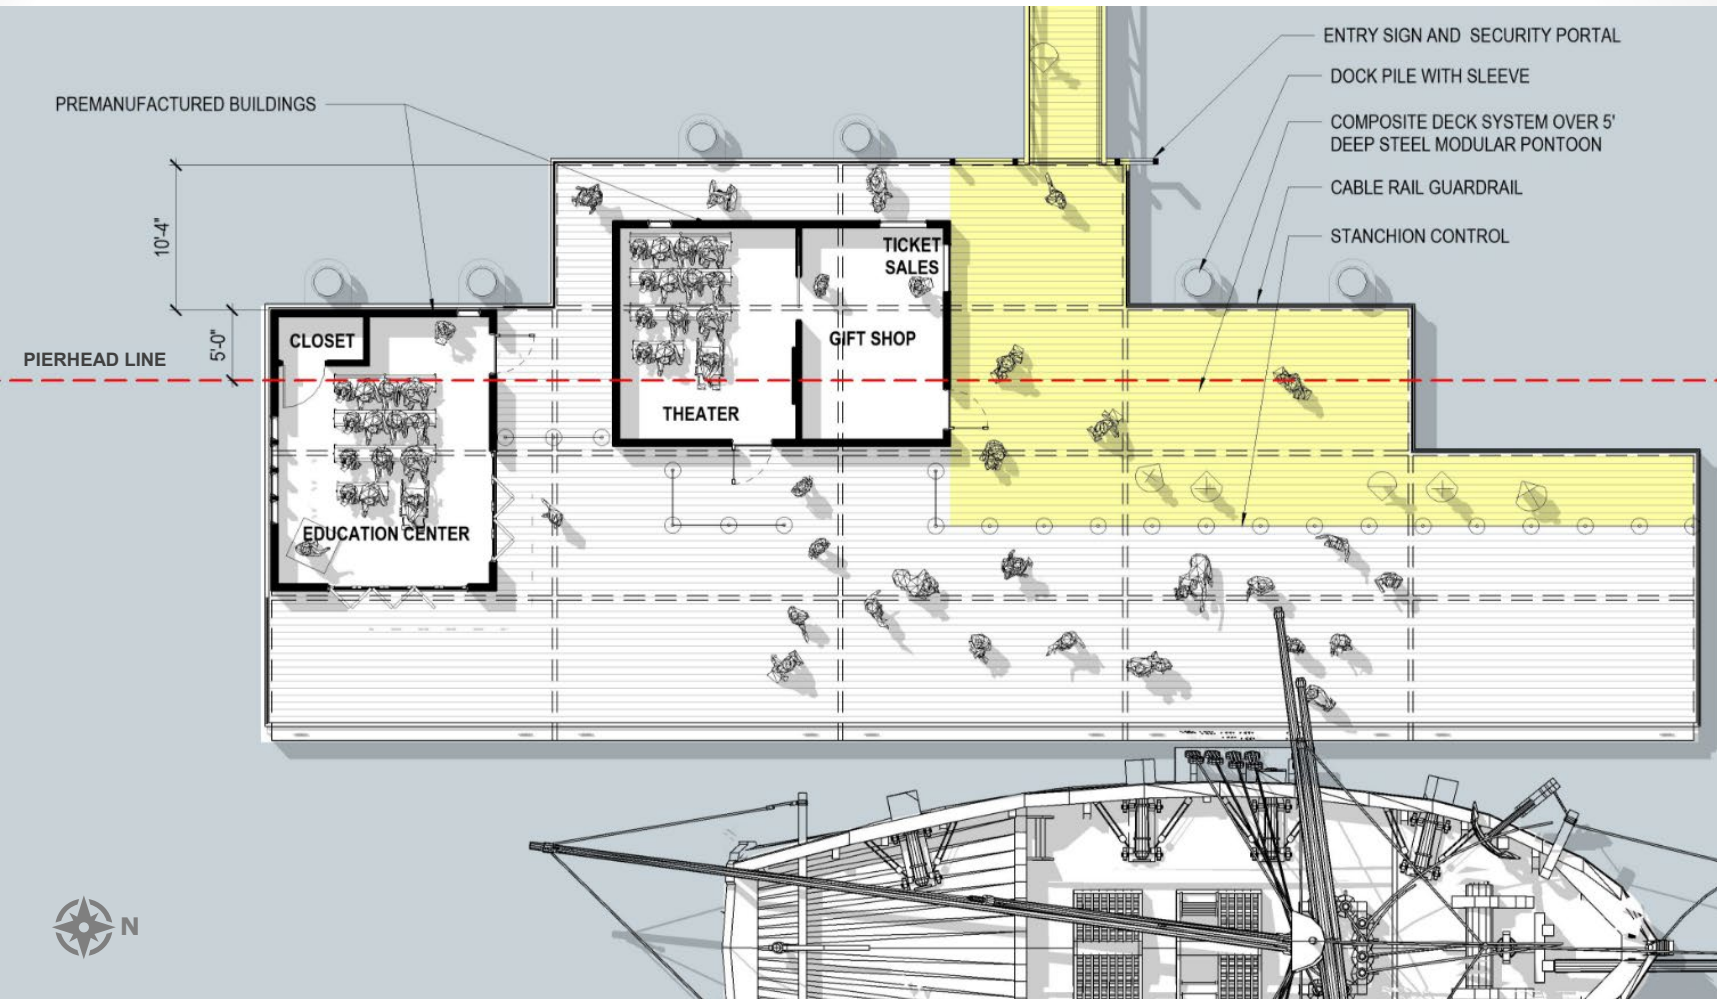 ENTRY SIGN AND SECURITY PORTAL
DOCK PILE WITH SLEEVE
PREMANUFACTURED BUILDINGS
COMPOSITE DECK SYSTEM OVER 5'
DEEP STEEL MODULAR PONTOON
CABLE RAIL GUARDRAIL
STANCHION CONTROL
10'-4"
TICKET
SALES
5'-0"
CLOSET
GIFT SHOP
PIERHEAD LINE
THEATER
EDUCATION CENTER
N